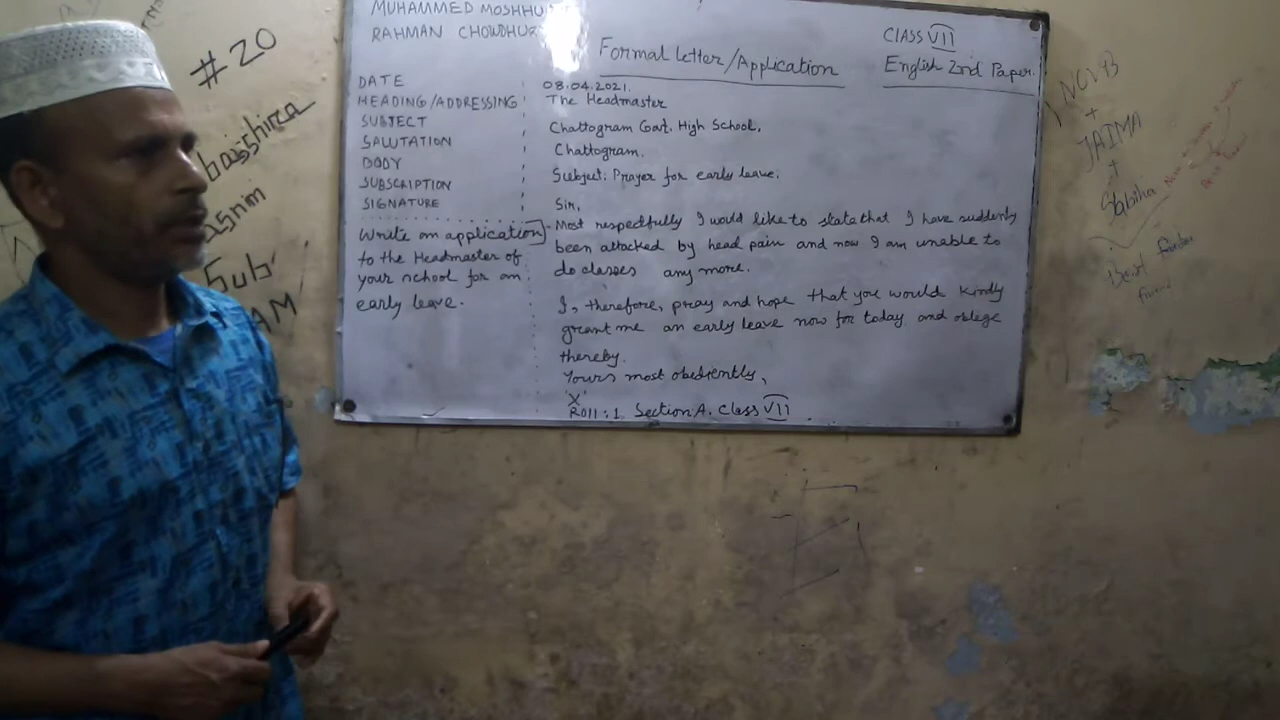 MUHAMMED MOSHHU
RAHMAN CHOWDHUR
Formal Letter/Application
CLASS VII
English 2nd Paper.
DATE : 08.04.2021.
HEADING/ADDRESSING : The Headmaster
SUBJECT : Chattogram Govt. High School,
SALUTATION : Chattogram.
BODY : Subject: Prayer for early leave.
SUBSCRIPTION :
SIGNATURE : Sir,
Write an application
to the Headmaster of
your school for an
early leave.
Most respectfully I would like to state that I have suddenly
been attacked by head pain and now I am unable to
do classes any more.
I, therefore, pray and hope that you would kindly
grant me an early leave now for today and oblege
thereby.
Yours most obediently,
'X'
Roll: 1 Section A. Class VII
#20
basshira
asnim
Sub
AM
+
JAIMA
+
Sabiha
Best